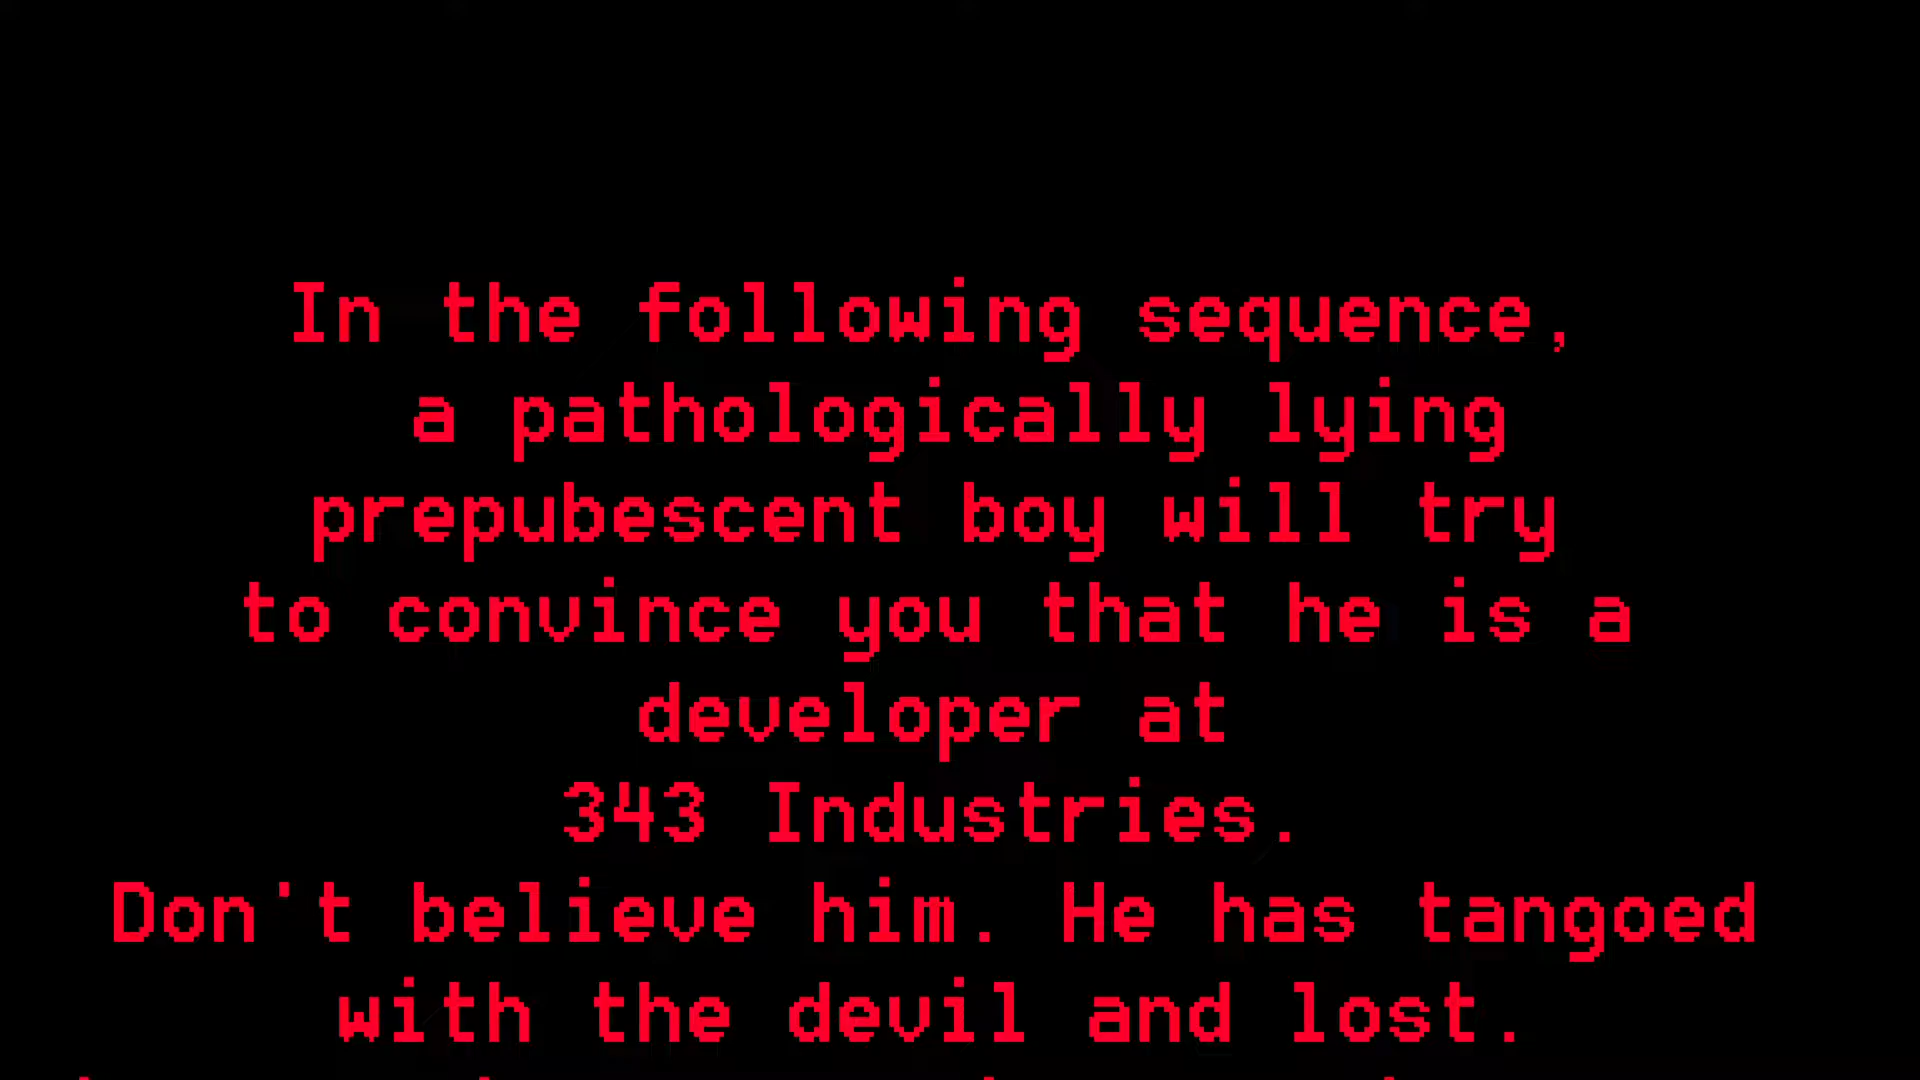 In the following sequence,
a pathologically lying
prepubescent boy will try
to convince you that he is a
developer at
343 Industries.
Don't believe him. He has tangoed
with the devil and lost.